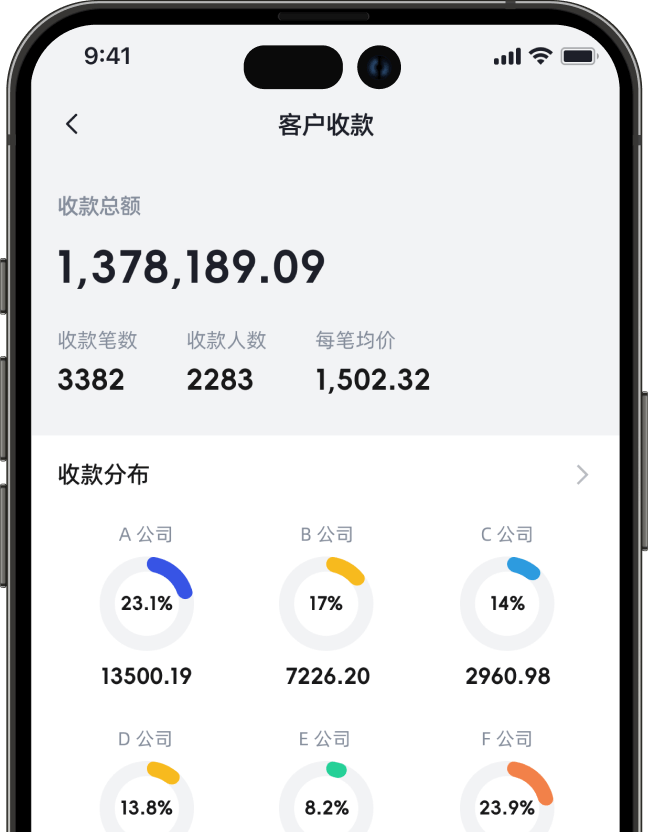 9:41
客户收款
收款总额
1,378,189.09
收款笔数 收款人数 每笔均价
3382 2283 1,502.32
收款分布
A 公司 B 公司 C 公司
23.1% 17% 14%
13500.19 7226.20 2960.98
D 公司 E 公司 F 公司
13.8% 8.2% 23.9%